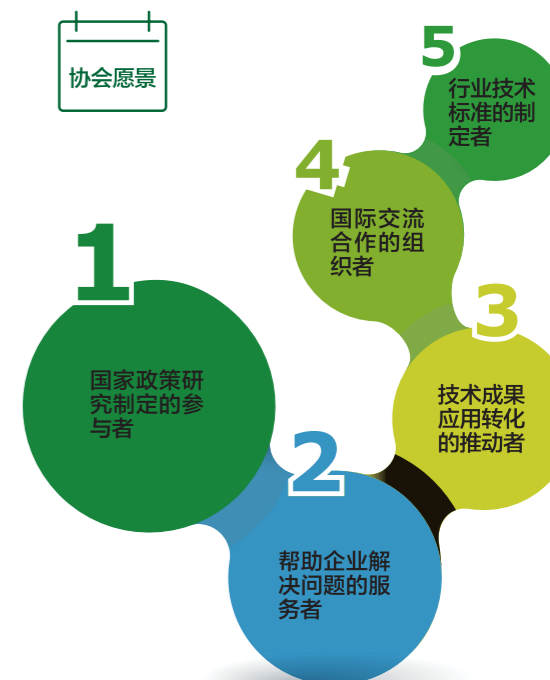 协会愿景
1
国家政策研
究制定的参
与者
2
帮助企业解
决问题的服
务者
3
技术成果
应用转化
的推动者
4
国际交流
合作的组
织者
5
行业技术
标准的制
定者